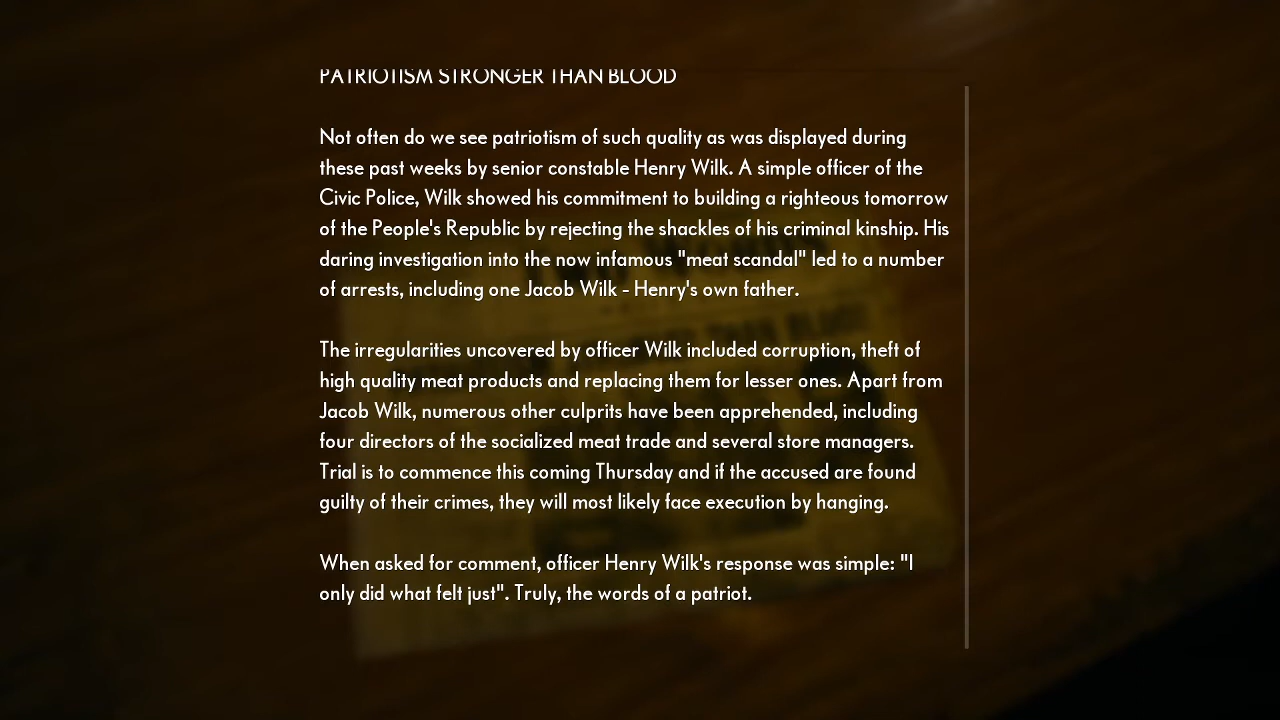 PATRIOTISM STRONGER THAN BLOOD
Not often do we see patriotism of such quality as was displayed during
these past weeks by senior constable Henry Wilk. A simple officer of the
Civic Police, Wilk showed his commitment to building a righteous tomorrow
of the People's Republic by rejecting the shackles of his criminal kinship. His
daring investigation into the now infamous "meat scandal" led to a number
of arrests, including one Jacob Wilk - Henry's own father.
The irregularities uncovered by officer Wilk included corruption, theft of
high quality meat products and replacing them for lesser ones. Apart from
Jacob Wilk, numerous other culprits have been apprehended, including
four directors of the socialized meat trade and several store managers.
Trial is to commence this coming Thursday and if the accused are found
guilty of their crimes, they will most likely face execution by hanging.
When asked for comment, officer Henry Wilk's response was simple: "I
only did what felt just". Truly, the words of a patriot.